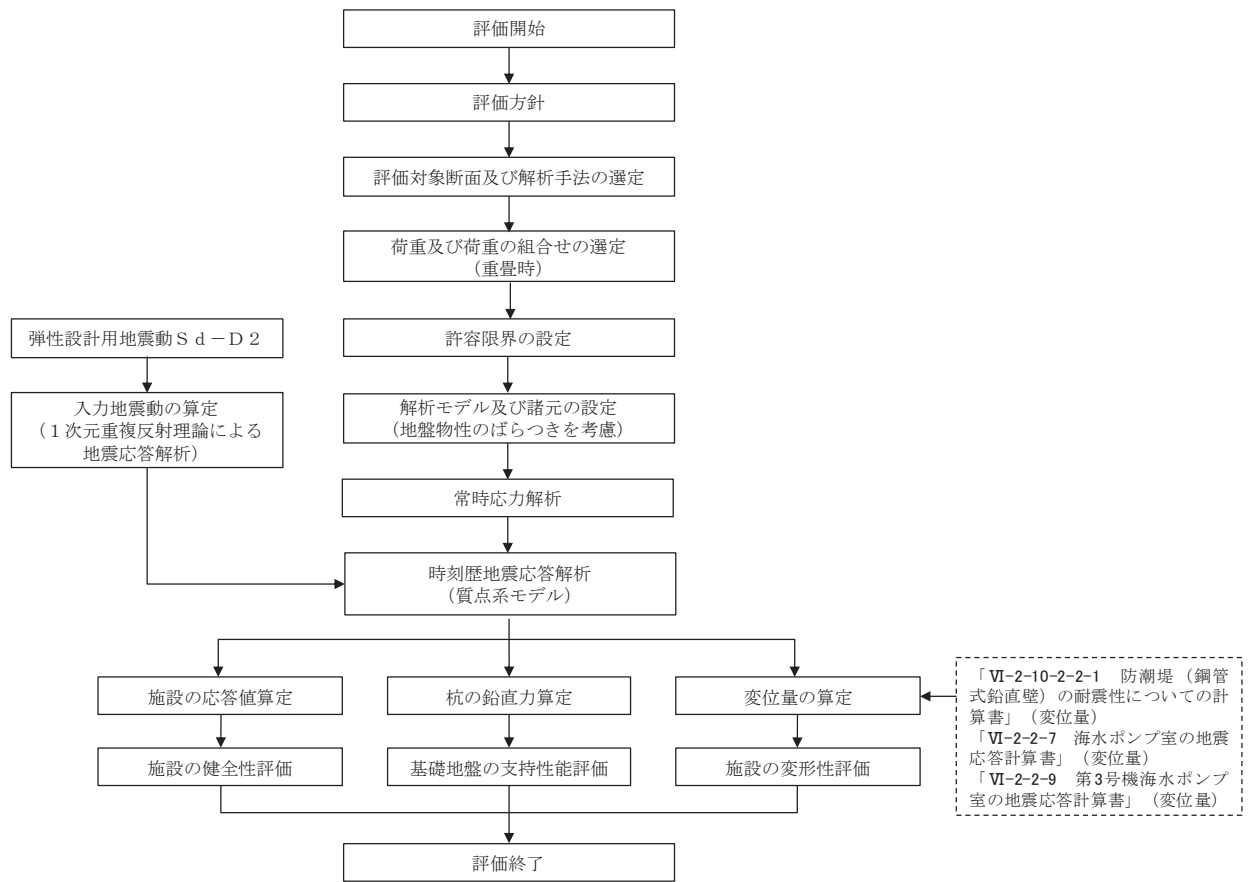 評価開始
評価方針
評価対象断面及び解析手法の選定
荷重及び荷重の組合せの選定
（重畳時）
弾性設計用地震動Ｓｄ－Ｄ２
許容限界の設定
入力地震動の算定
（１次元重複反射理論による
地震応答解析）
解析モデル及び諸元の設定
（地盤物性のばらつきを考慮）
常時応力解析
時刻歴地震応答解析
（質点系モデル）
施設の応答値算定
杭の鉛直力算定
変位量の算定
「Ⅵ-2-10-2-2-1　防潮堤（鋼管
式鉛直壁）の耐震性についての計
算書」（変位量）
「Ⅵ-2-2-7　海水ポンプ室の地震
応答計算書」（変位量）
「Ⅵ-2-2-9　第3号機海水ポンプ
室の地震応答計算書」（変位量）
施設の健全性評価
基礎地盤の支持性能評価
施設の変形性評価
評価終了